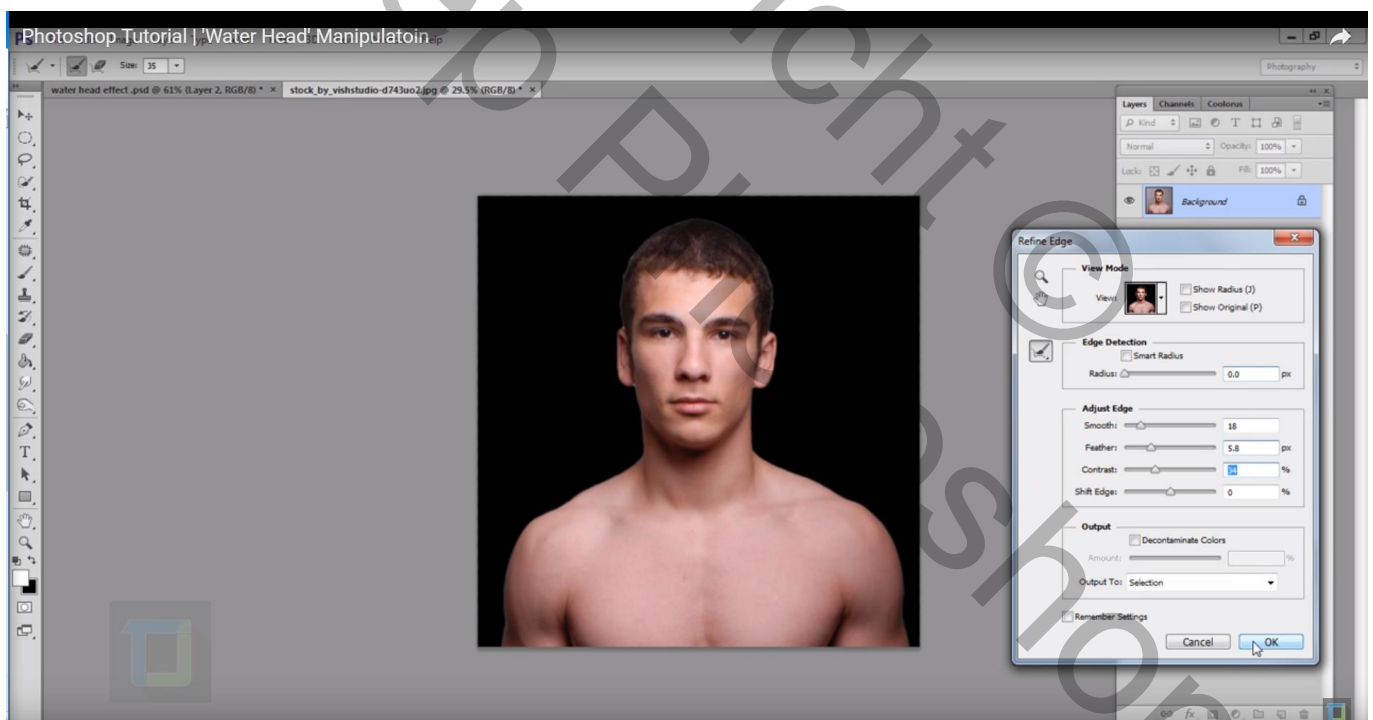 Photoshop Tutorial | 'Water Head' Manipulatoin
Size: 35
Photography
water head effect .psd @ 61% (Layer 2, RGB/8) * ×
stock_by_vishstudio-d743uo2.jpg @ 29.5% (RGB/8) * ×
Layers Channels Coolorus
Kind
Normal Opacity: 100%
Lock: Fill: 100%
Background
Refine Edge
View Mode
View:
Show Radius (J)
Show Original (P)
Edge Detection
Smart Radius
Radius: 0.0 px
Adjust Edge
Smooth: 18
Feather: 5.8 px
Contrast: 34 %
Shift Edge: 0 %
Output
Decontaminate Colors
Amount: %
Output To: Selection
Remember Settings
Cancel OK